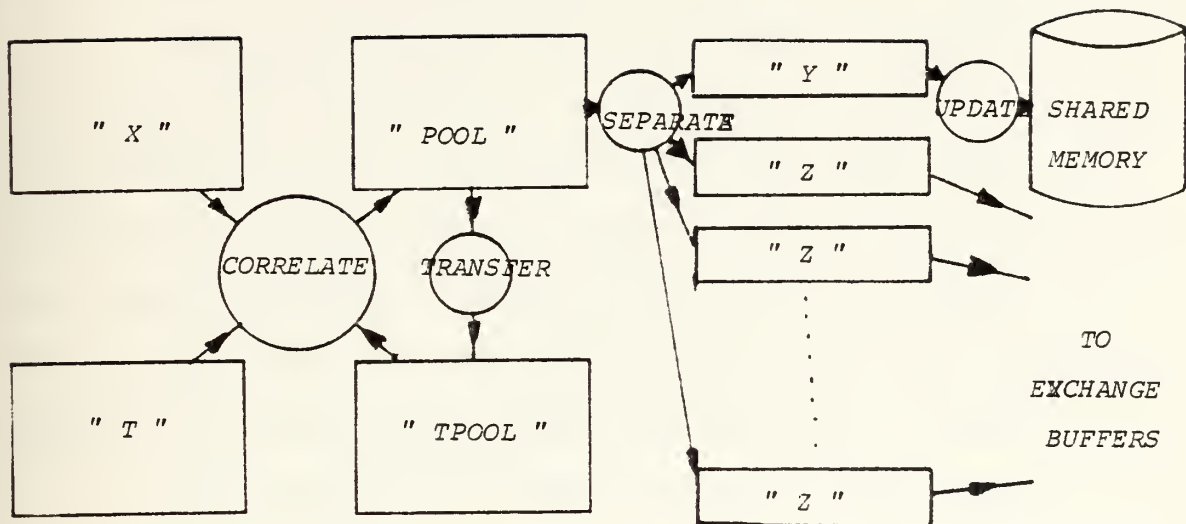 " X "
" POOL "
SEPARATE
" Y "
UPDATE
SHARED
MEMORY
" Z "
CORRELATE
TRANSFER
" Z "
" T "
" TPOOL "
TO
EXCHANGE
BUFFERS
" Z "